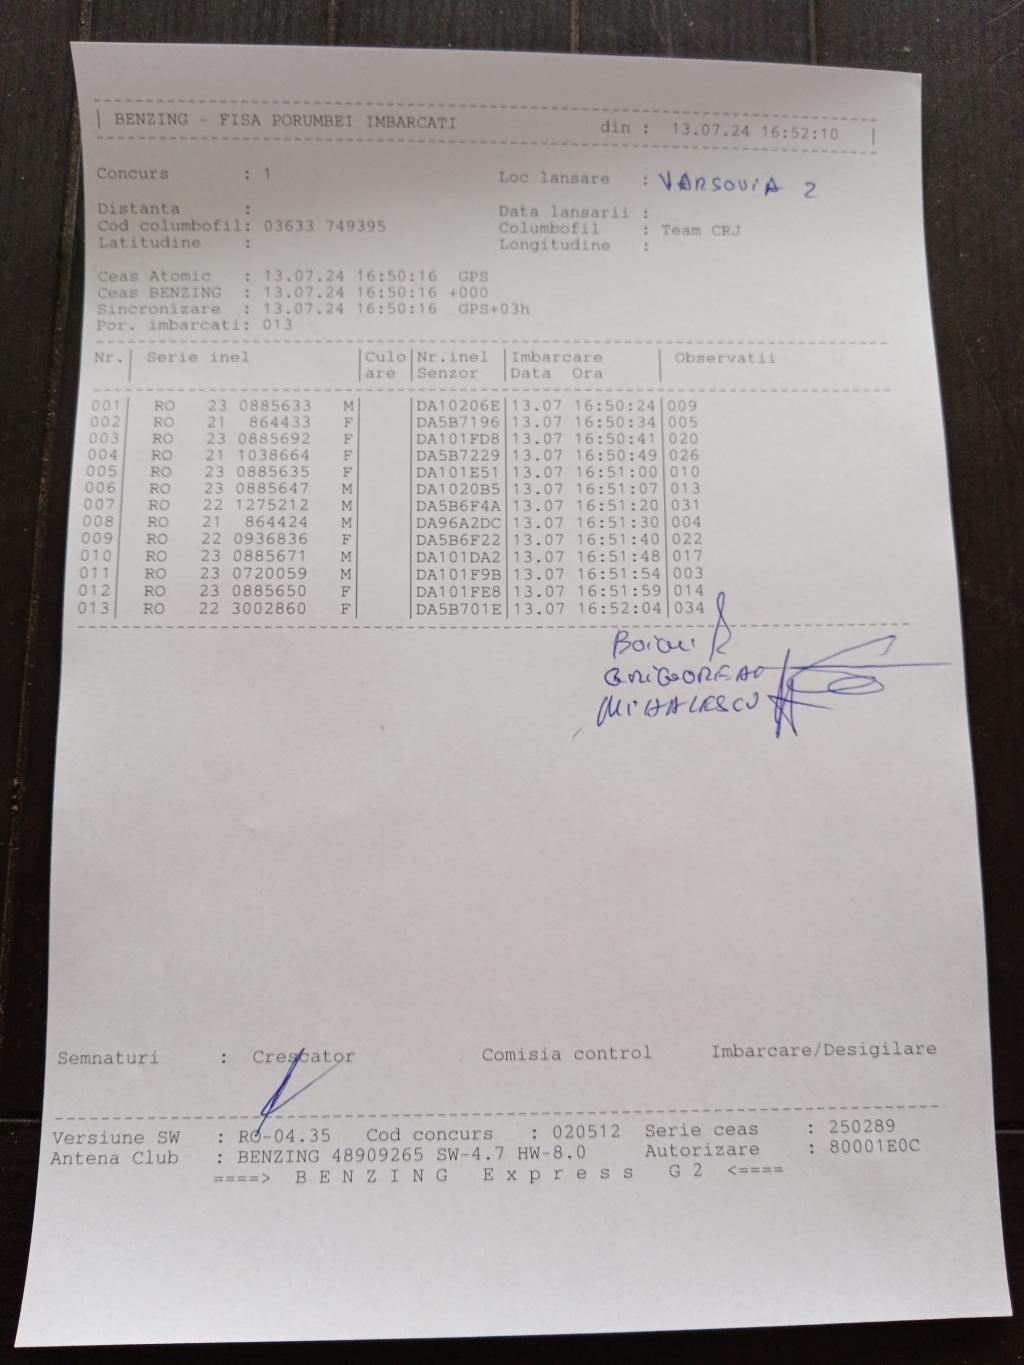 | BENZING - FISA PORUMBEI IMBARCATI din : 13.07.24 16:52:10 |
Concurs : 1 Loc lansare : VARSOVIA 2
Distanta : Data lansarii :
Cod columbofil: 03633 749395 Columbofil : Team CRJ
Latitudine : Longitudine :
Ceas Atomic : 13.07.24 16:50:16 GPS
Ceas BENZING : 13.07.24 16:50:16 +000
Sincronizare : 13.07.24 16:50:16 GPS+03h
Por. imbarcati: 013
Nr.| Serie inel |Culo|Nr.inel |Imbarcare | Observatii
|are |Senzor |Data Ora |
001| RO 23 0885633 M| |DA10206E|13.07 16:50:24|009
002| RO 21 864433 F| |DA5B7196|13.07 16:50:34|005
003| RO 23 0885692 F| |DA101FD8|13.07 16:50:41|020
004| RO 21 1038664 F| |DA5B7229|13.07 16:50:49|026
005| RO 23 0885635 F| |DA101E51|13.07 16:51:00|010
006| RO 23 0885647 M| |DA1020B5|13.07 16:51:07|013
007| RO 22 1275212 M| |DA5B6F4A|13.07 16:51:20|031
008| RO 21 864424 M| |DA96A2DC|13.07 16:51:30|004
009| RO 22 0936836 F| |DA5B6F22|13.07 16:51:40|022
010| RO 23 0885671 M| |DA101DA2|13.07 16:51:48|017
011| RO 23 0720059 M| |DA101F9B|13.07 16:51:54|003
012| RO 23 0885650 F| |DA101FE8|13.07 16:51:59|014
013| RO 22 3002860 F| |DA5B701E|13.07 16:52:04|034
MIHALESCU
Semnaturi : Crescator Comisia control Imbarcare/Desigilare
Versiune SW : RO-04.35 Cod concurs : 020512 Serie ceas : 250289
Antena Club : BENZING 48909265 SW-4.7 HW-8.0 Autorizare : 80001E0C
====> B E N Z I N G E x p r e s s G 2 <====